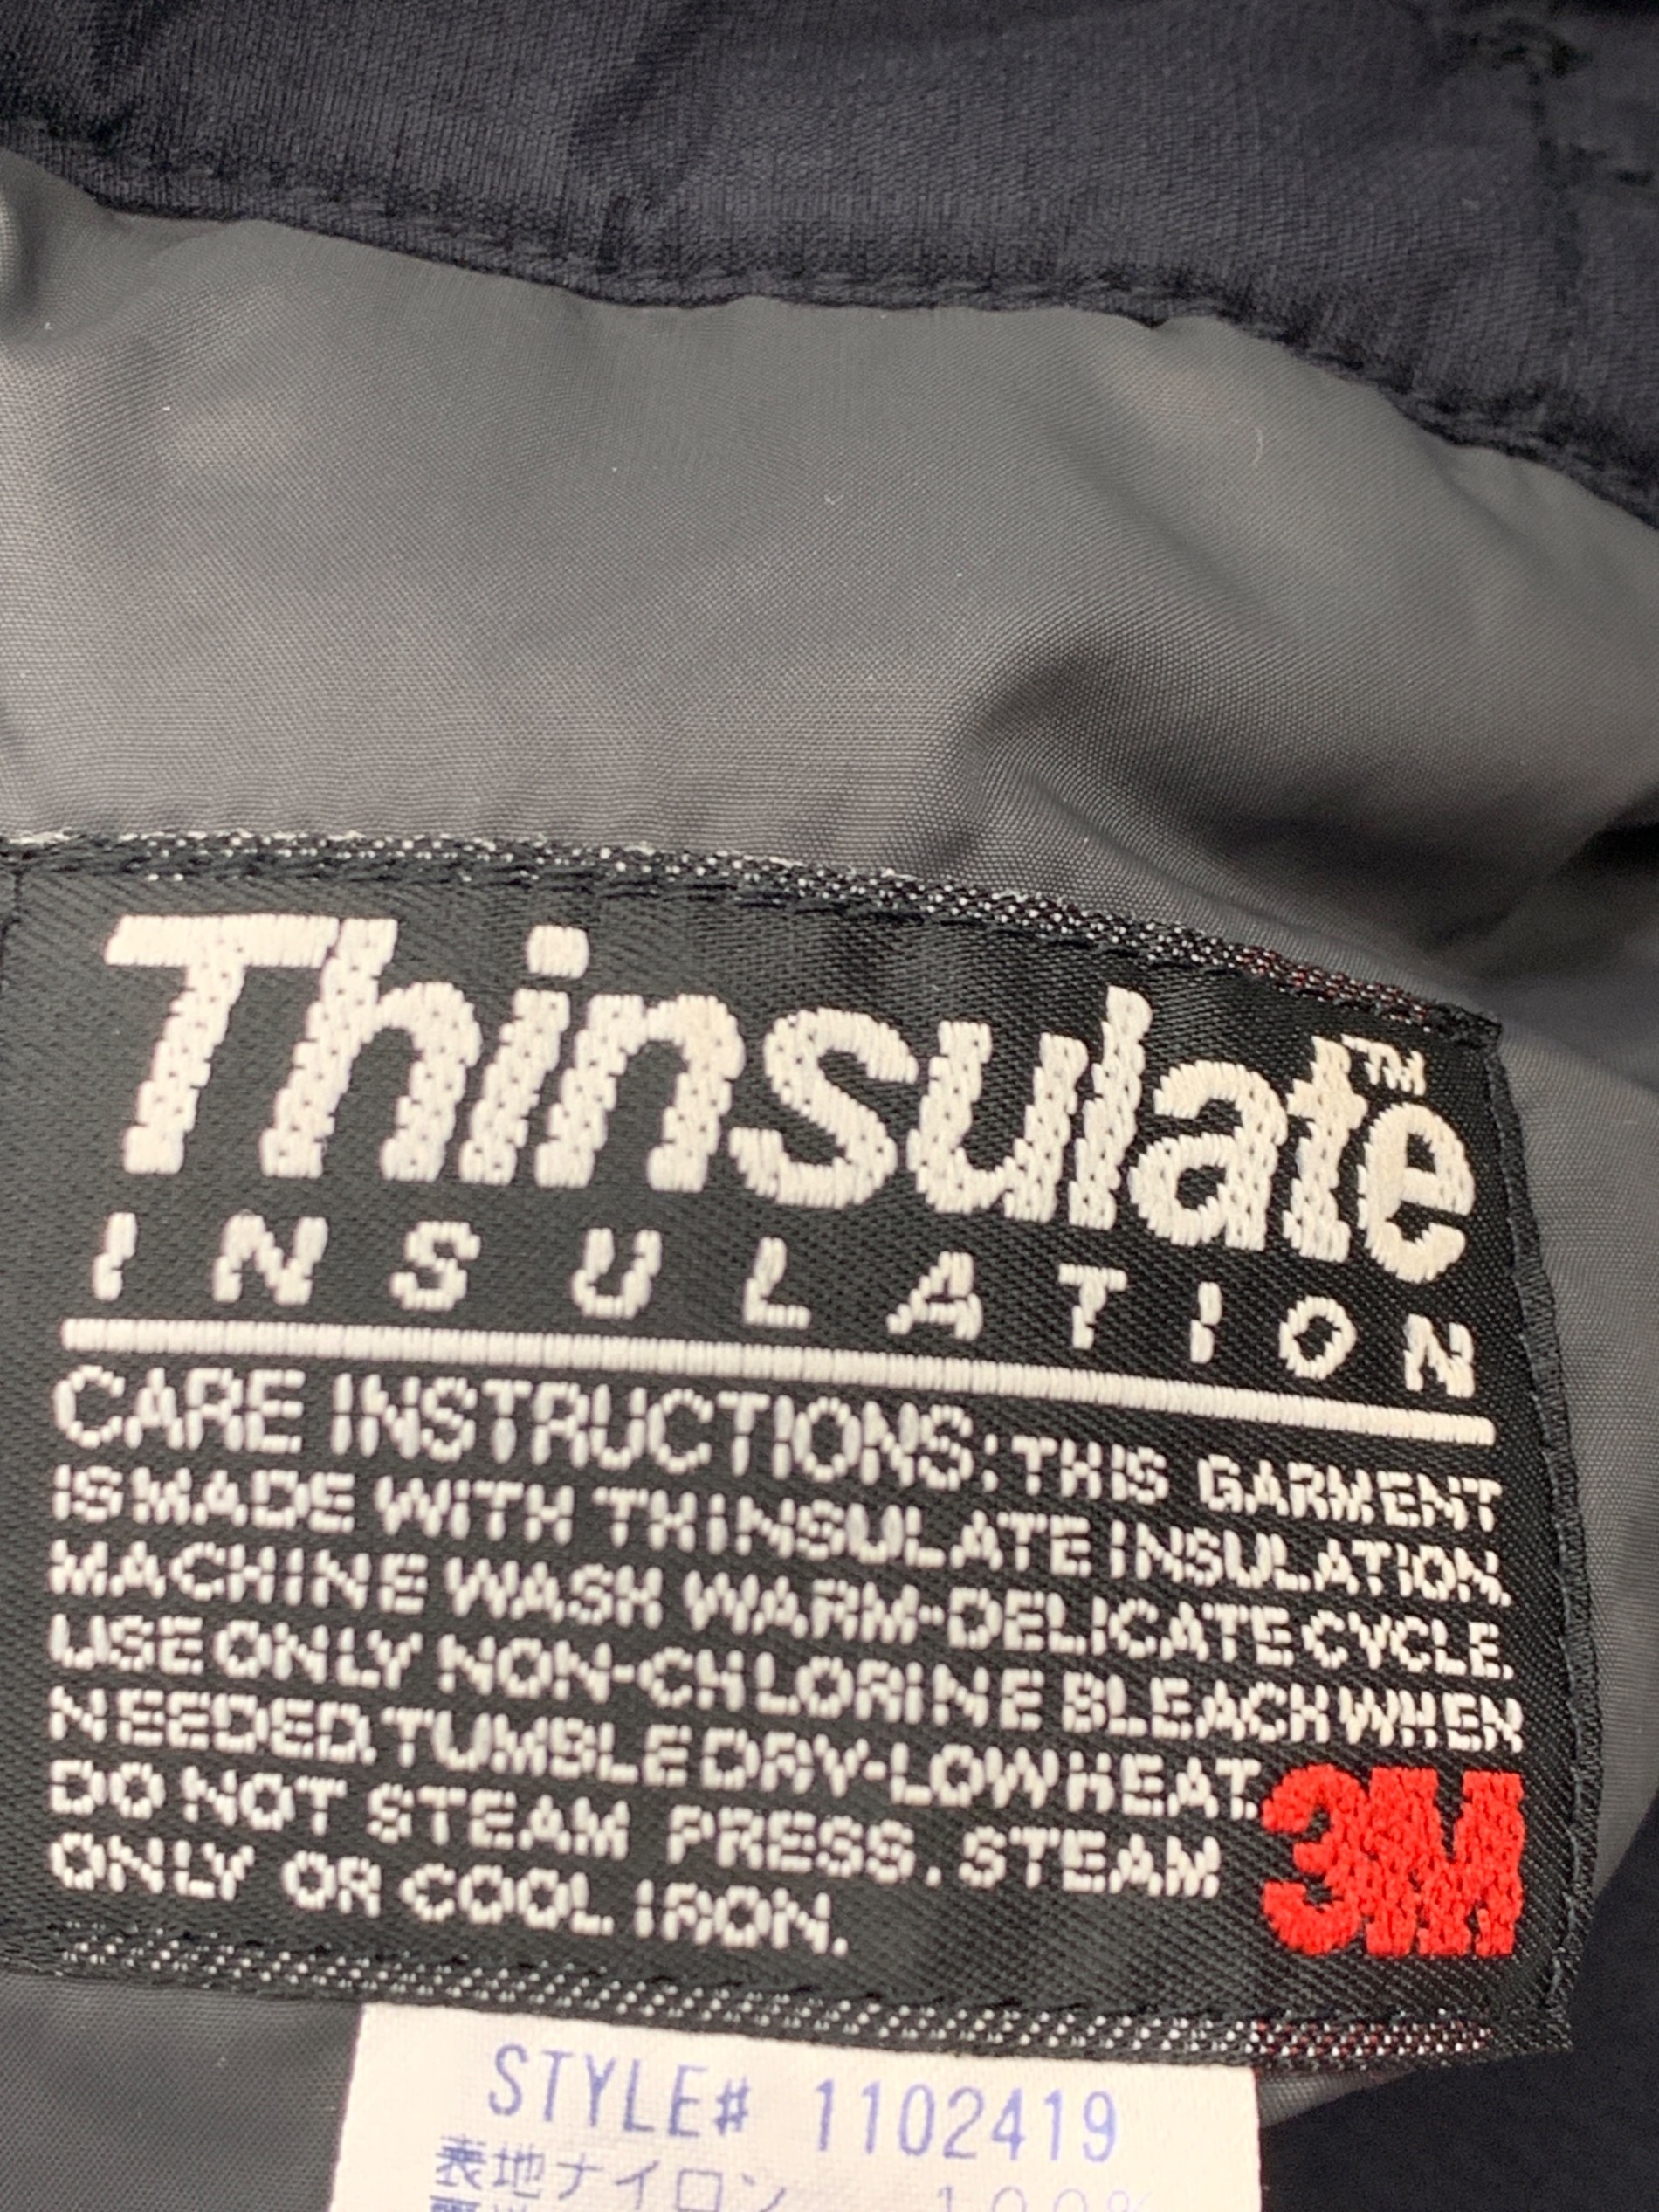 Thinsulate™
INSULATION
CARE INSTRUCTIONS: THIS GARMENT
IS MADE WITH THINSULATE INSULATION.
MACHINE WASH WARM-DELICATE CYCLE.
USE ONLY NON-CHLORINE BLEACH WHEN
NEEDED. TUMBLE DRY-LOW HEAT.
DO NOT STEAM PRESS. STEAM
ONLY OR COOL IRON.
3M
STYLE# 1102419
表地ナイロン 100%